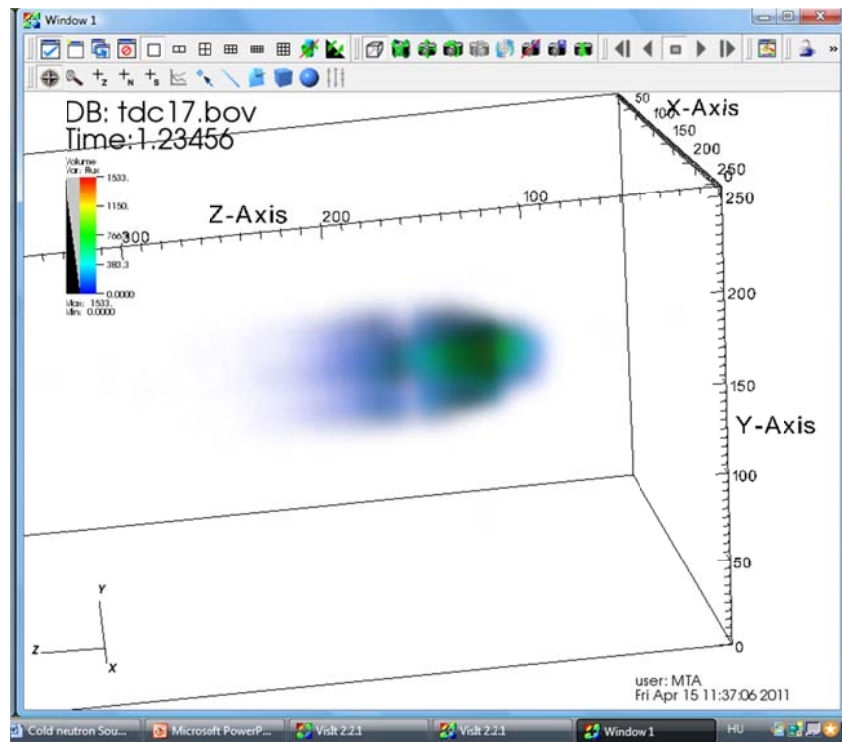 Window 1
DB: tdc17.bov
Time:1.23456
Volume
Var: flux
1533.
1150.
766.3
383.3
0.0000
Max: 1533.
Min: 0.0000
Z-Axis
300
200
100
X-Axis
50
100
150
200
250
Y-Axis
250
200
150
100
50
0
Y
Z
X
user: MTA
Fri Apr 15 11:37:06 2011
Cold neutron Sou...
Microsoft PowerP...
VisIt 2.2.1
VisIt 2.2.1
Window 1
HU